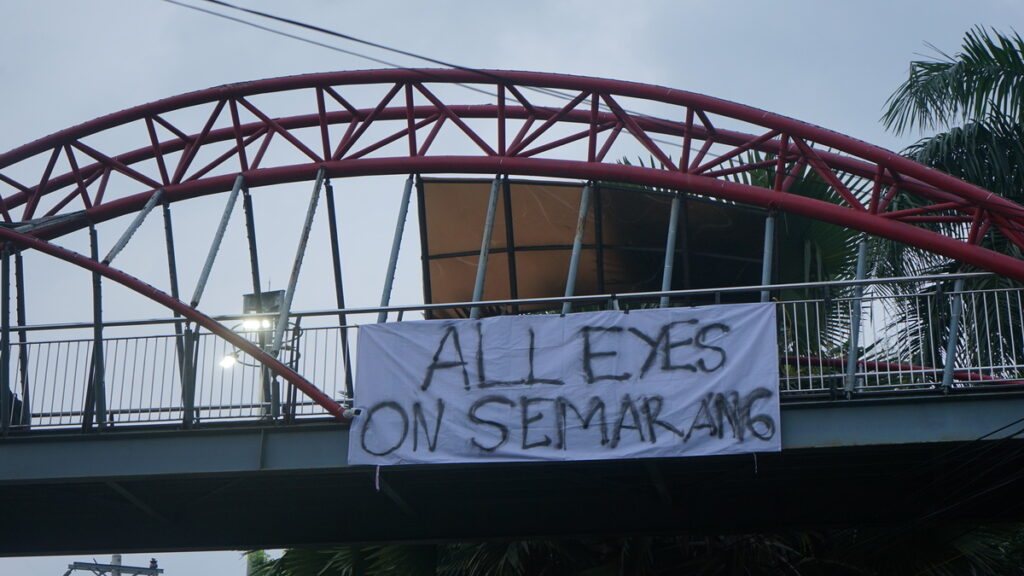 ALL EYES
ON SEMARANG